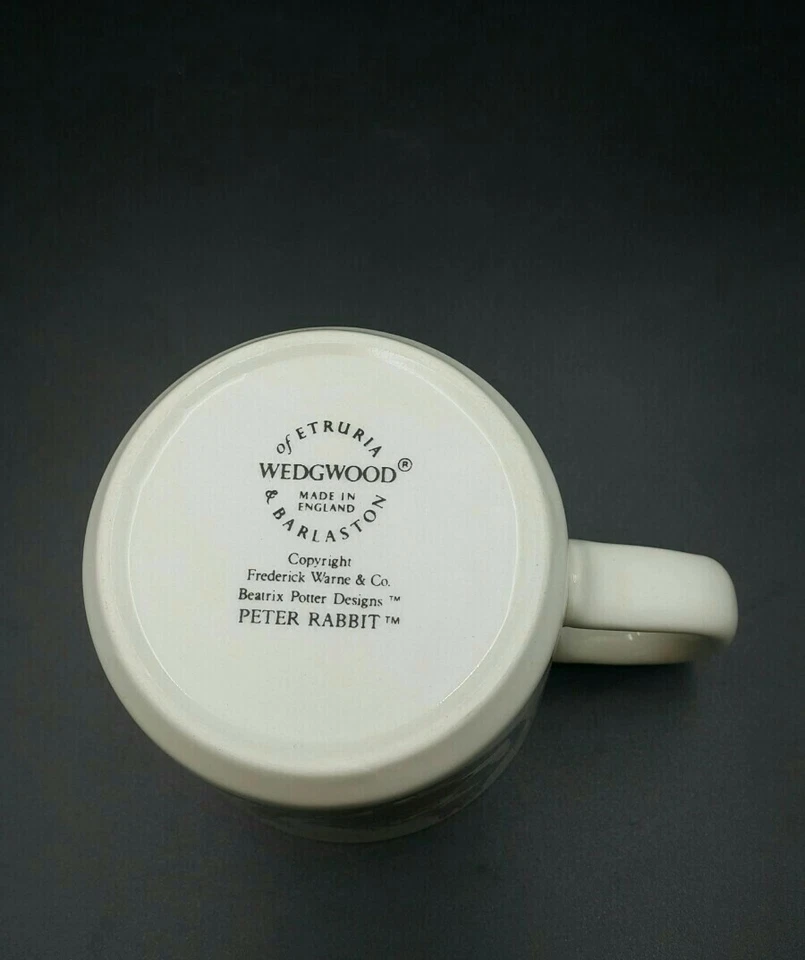 of ETRURIA
WEDGWOOD®
MADE IN
ENGLAND
& BARLASTON
Copyright
Frederick Warne & Co.
Beatrix Potter Designs ™
PETER RABBIT ™